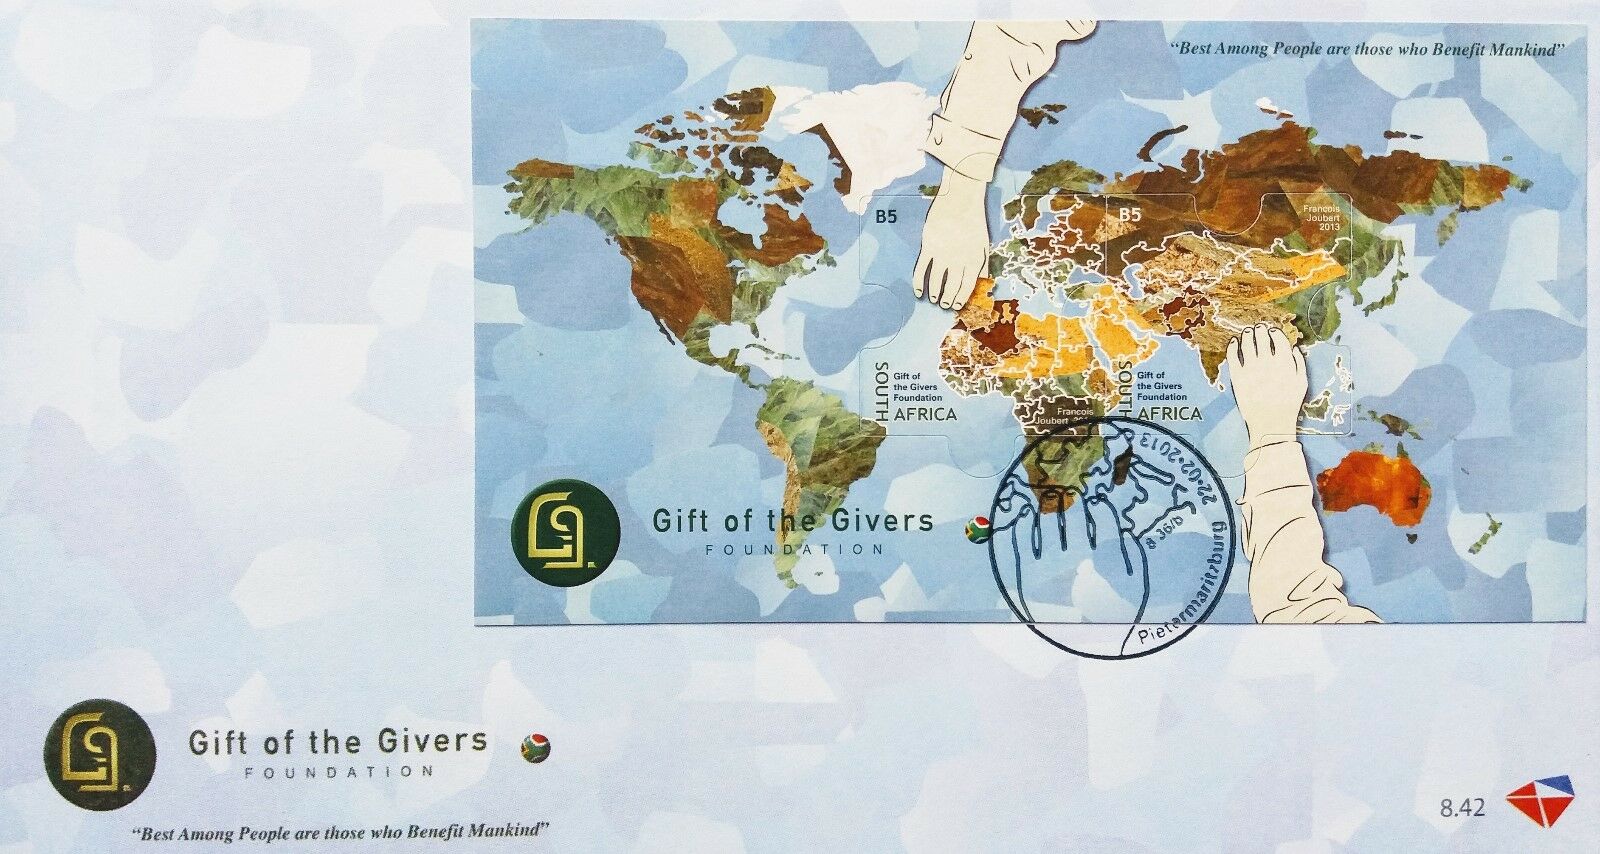 “Best Among People are those who Benefit Mankind”
B5
B5
Francois
Joubert
2013
SOUTH
Gift of
the Givers
Foundation
AFRICA
SOUTH
Gift of
the Givers
Foundation
AFRICA
Francois
Joubert
22•02•2013
8.36/b
Pietermaritzburg
Gift of the Givers
FOUNDATION
Gift of the Givers
FOUNDATION
“Best Among People are those who Benefit Mankind”
8.42